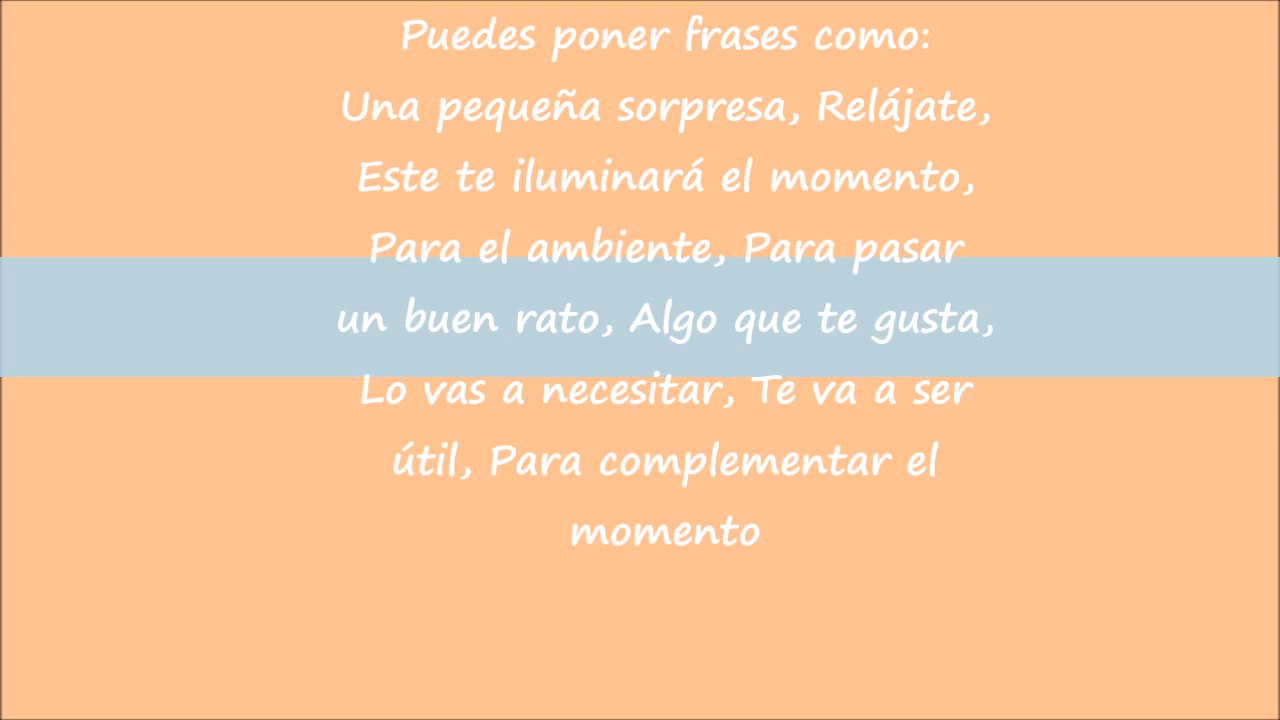 Puedes poner frases como:
Una pequeña sorpresa, Relájate,
Este te iluminará el momento,
Para el ambiente, Para pasar
un buen rato, Algo que te gusta,
Lo vas a necesitar, Te va a ser
útil, Para complementar el
momento